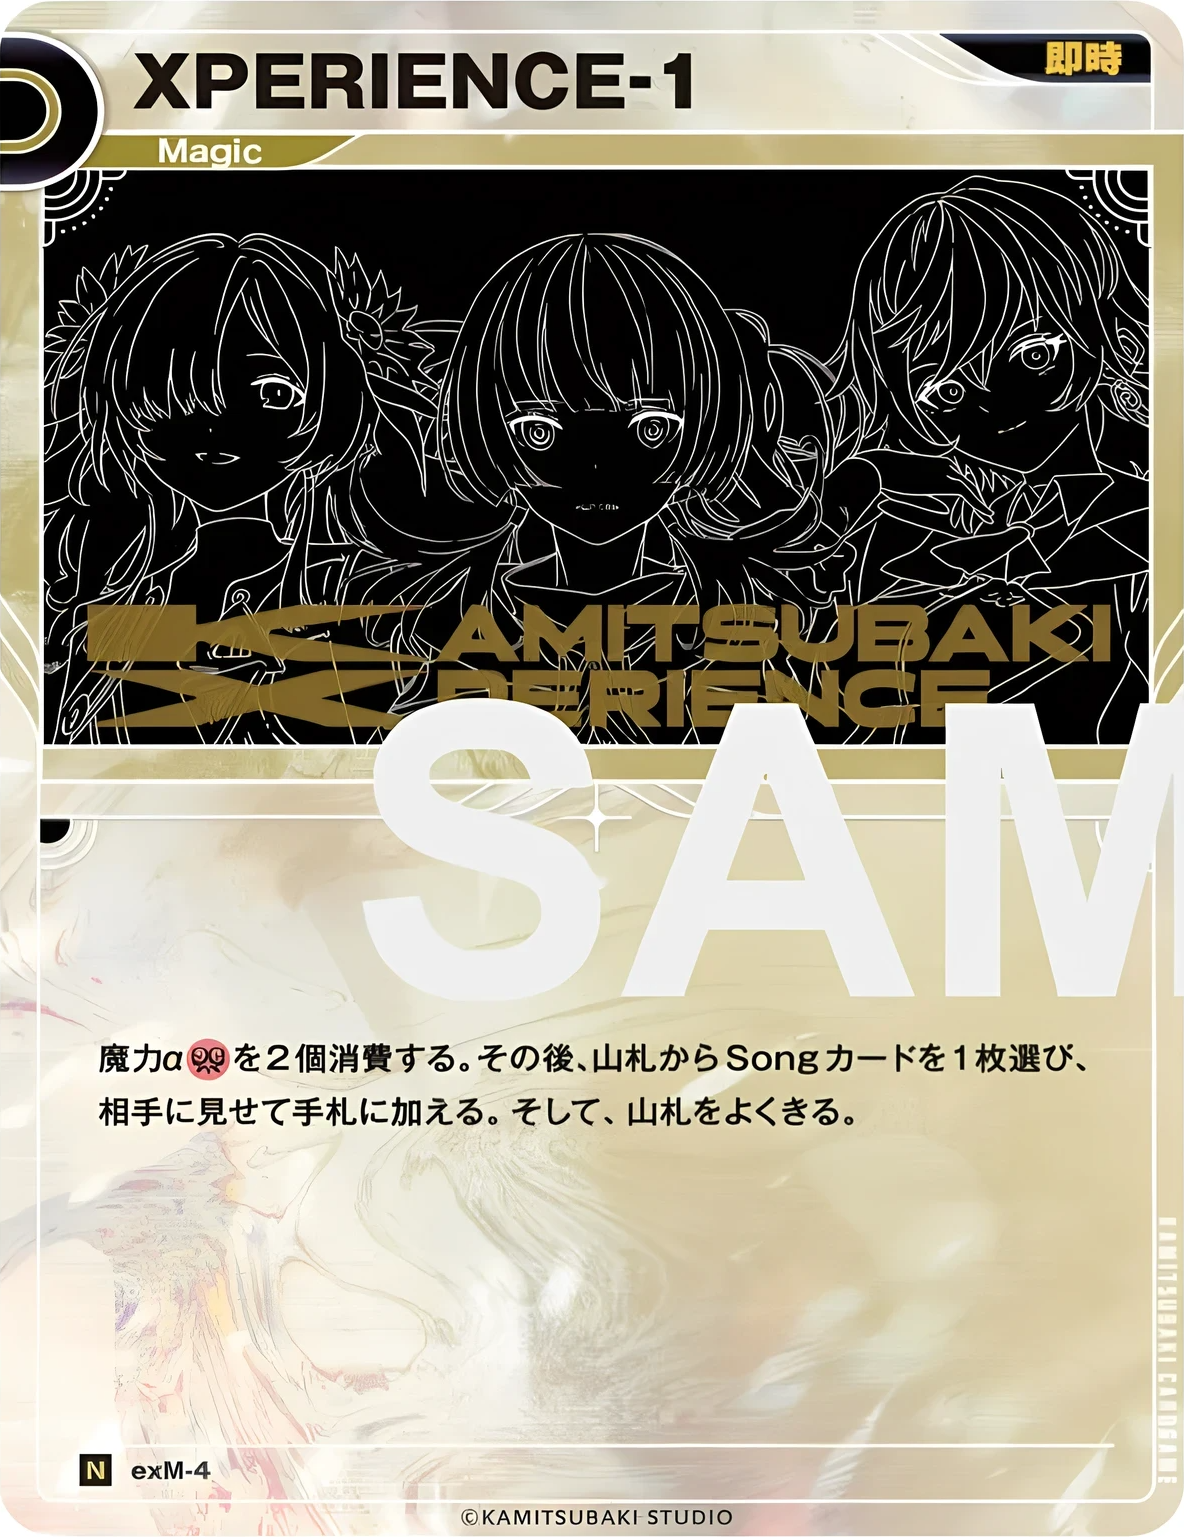 XPERIENCE-1
即時
Magic
KAMITSUBAKI
XPERIENCE
SAM
魔力αを2個消費する。その後、山札からSongカードを1枚選び、
相手に見せて手札に加える。そして、山札をよくきる。
KAMITSUBAKI CARDGAME
N exM-4
©KAMITSUBAKI STUDIO